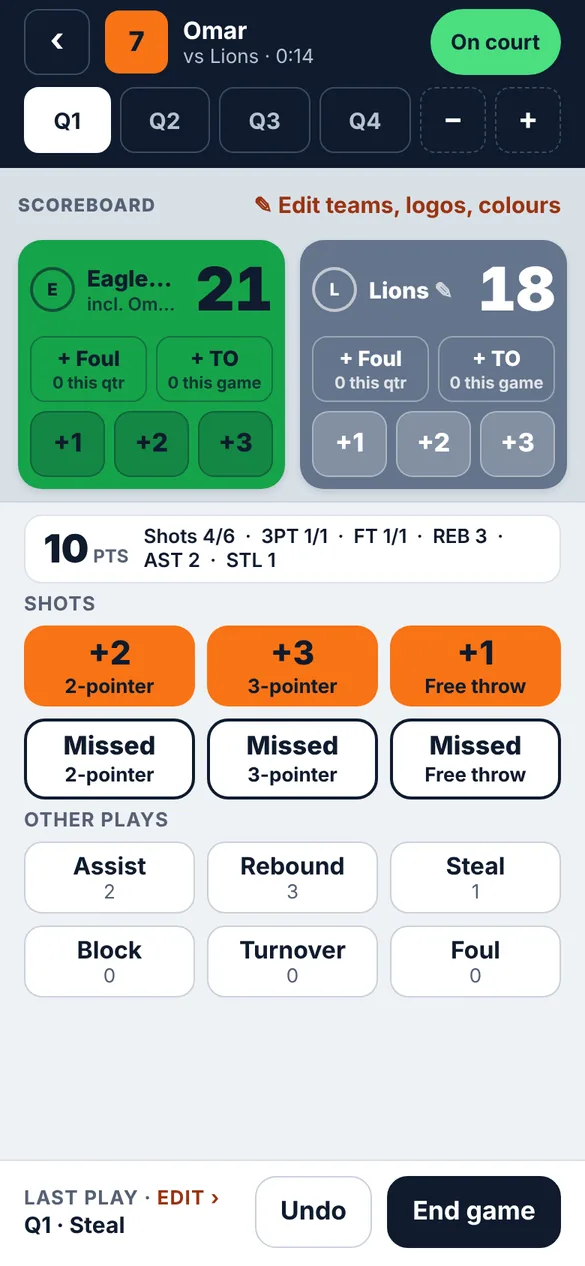 ‹
7
Omar
vs Lions · 0:14
On court
Q1
Q2
Q3
Q4
−
+
SCOREBOARD
✎ Edit teams, logos, colours
E
Eagle...
incl. Om...
21
+ Foul
0 this qtr
+ TO
0 this game
+1
+2
+3
L
Lions ✎
18
+ Foul
0 this qtr
+ TO
0 this game
+1
+2
+3
10 PTS
Shots 4/6 · 3PT 1/1 · FT 1/1 · REB 3 ·
AST 2 · STL 1
SHOTS
+2
2-pointer
+3
3-pointer
+1
Free throw
Missed
2-pointer
Missed
3-pointer
Missed
Free throw
OTHER PLAYS
Assist
2
Rebound
3
Steal
1
Block
0
Turnover
0
Foul
0
LAST PLAY · EDIT ›
Q1 · Steal
Undo
End game